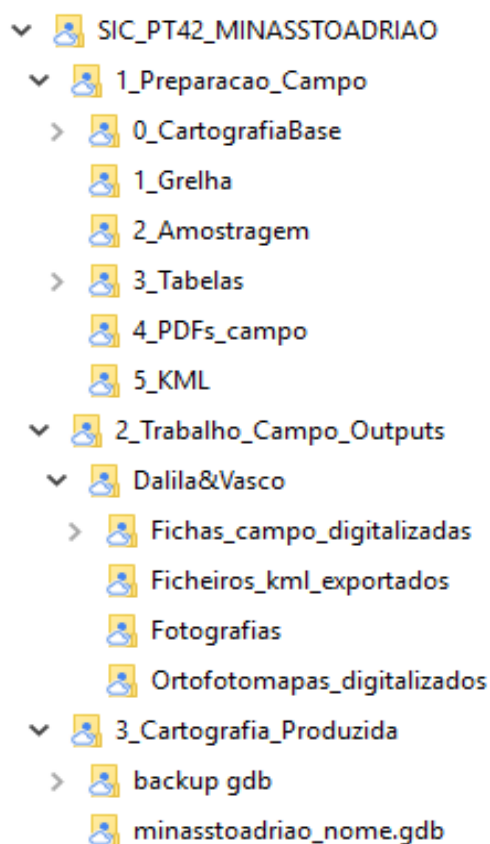 SIC_PT42_MINASSTOADRIAO
1_Preparacao_Campo
0_CartografiaBase
1_Grelha
2_Amostragem
3_Tabelas
4_PDFs_campo
5_KML
2_Trabalho_Campo_Outputs
Dalila&Vasco
Fichas_campo_digitalizadas
Ficheiros_kml_exportados
Fotografias
Ortofotomapas_digitalizados
3_Cartografia_Produzida
backup gdb
minasstoadriao_nome.gdb